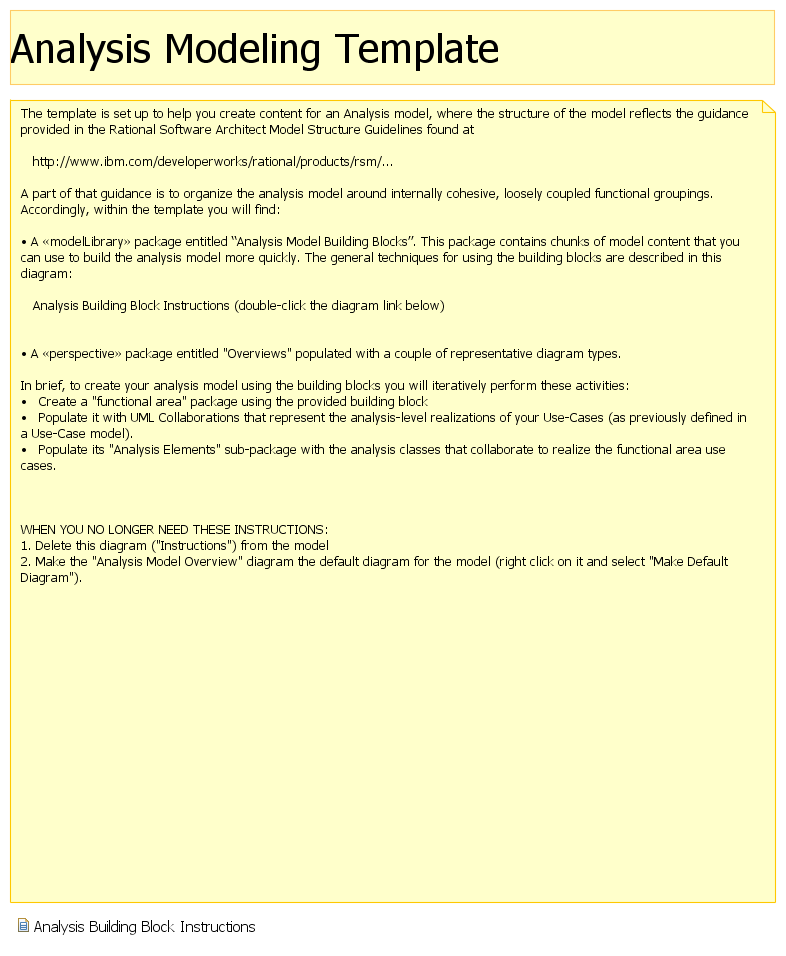 Analysis Modeling Template
The template is set up to help you create content for an Analysis model, where the structure of the model reflects the guidance
provided in the Rational Software Architect Model Structure Guidelines found at
http://www.ibm.com/developerworks/rational/products/rsm/...
A part of that guidance is to organize the analysis model around internally cohesive, loosely coupled functional groupings.
Accordingly, within the template you will find:
• A «modelLibrary» package entitled “Analysis Model Building Blocks”. This package contains chunks of model content that you
can use to build the analysis model more quickly. The general techniques for using the building blocks are described in this
diagram:
Analysis Building Block Instructions (double-click the diagram link below)
• A «perspective» package entitled "Overviews" populated with a couple of representative diagram types.
In brief, to create your analysis model using the building blocks you will iteratively perform these activities:
• Create a "functional area" package using the provided building block
• Populate it with UML Collaborations that represent the analysis-level realizations of your Use-Cases (as previously defined in
a Use-Case model).
• Populate its "Analysis Elements" sub-package with the analysis classes that collaborate to realize the functional area use
cases.
WHEN YOU NO LONGER NEED THESE INSTRUCTIONS:
1. Delete this diagram ("Instructions") from the model
2. Make the "Analysis Model Overview" diagram the default diagram for the model (right click on it and select "Make Default
Diagram").
Analysis Building Block Instructions